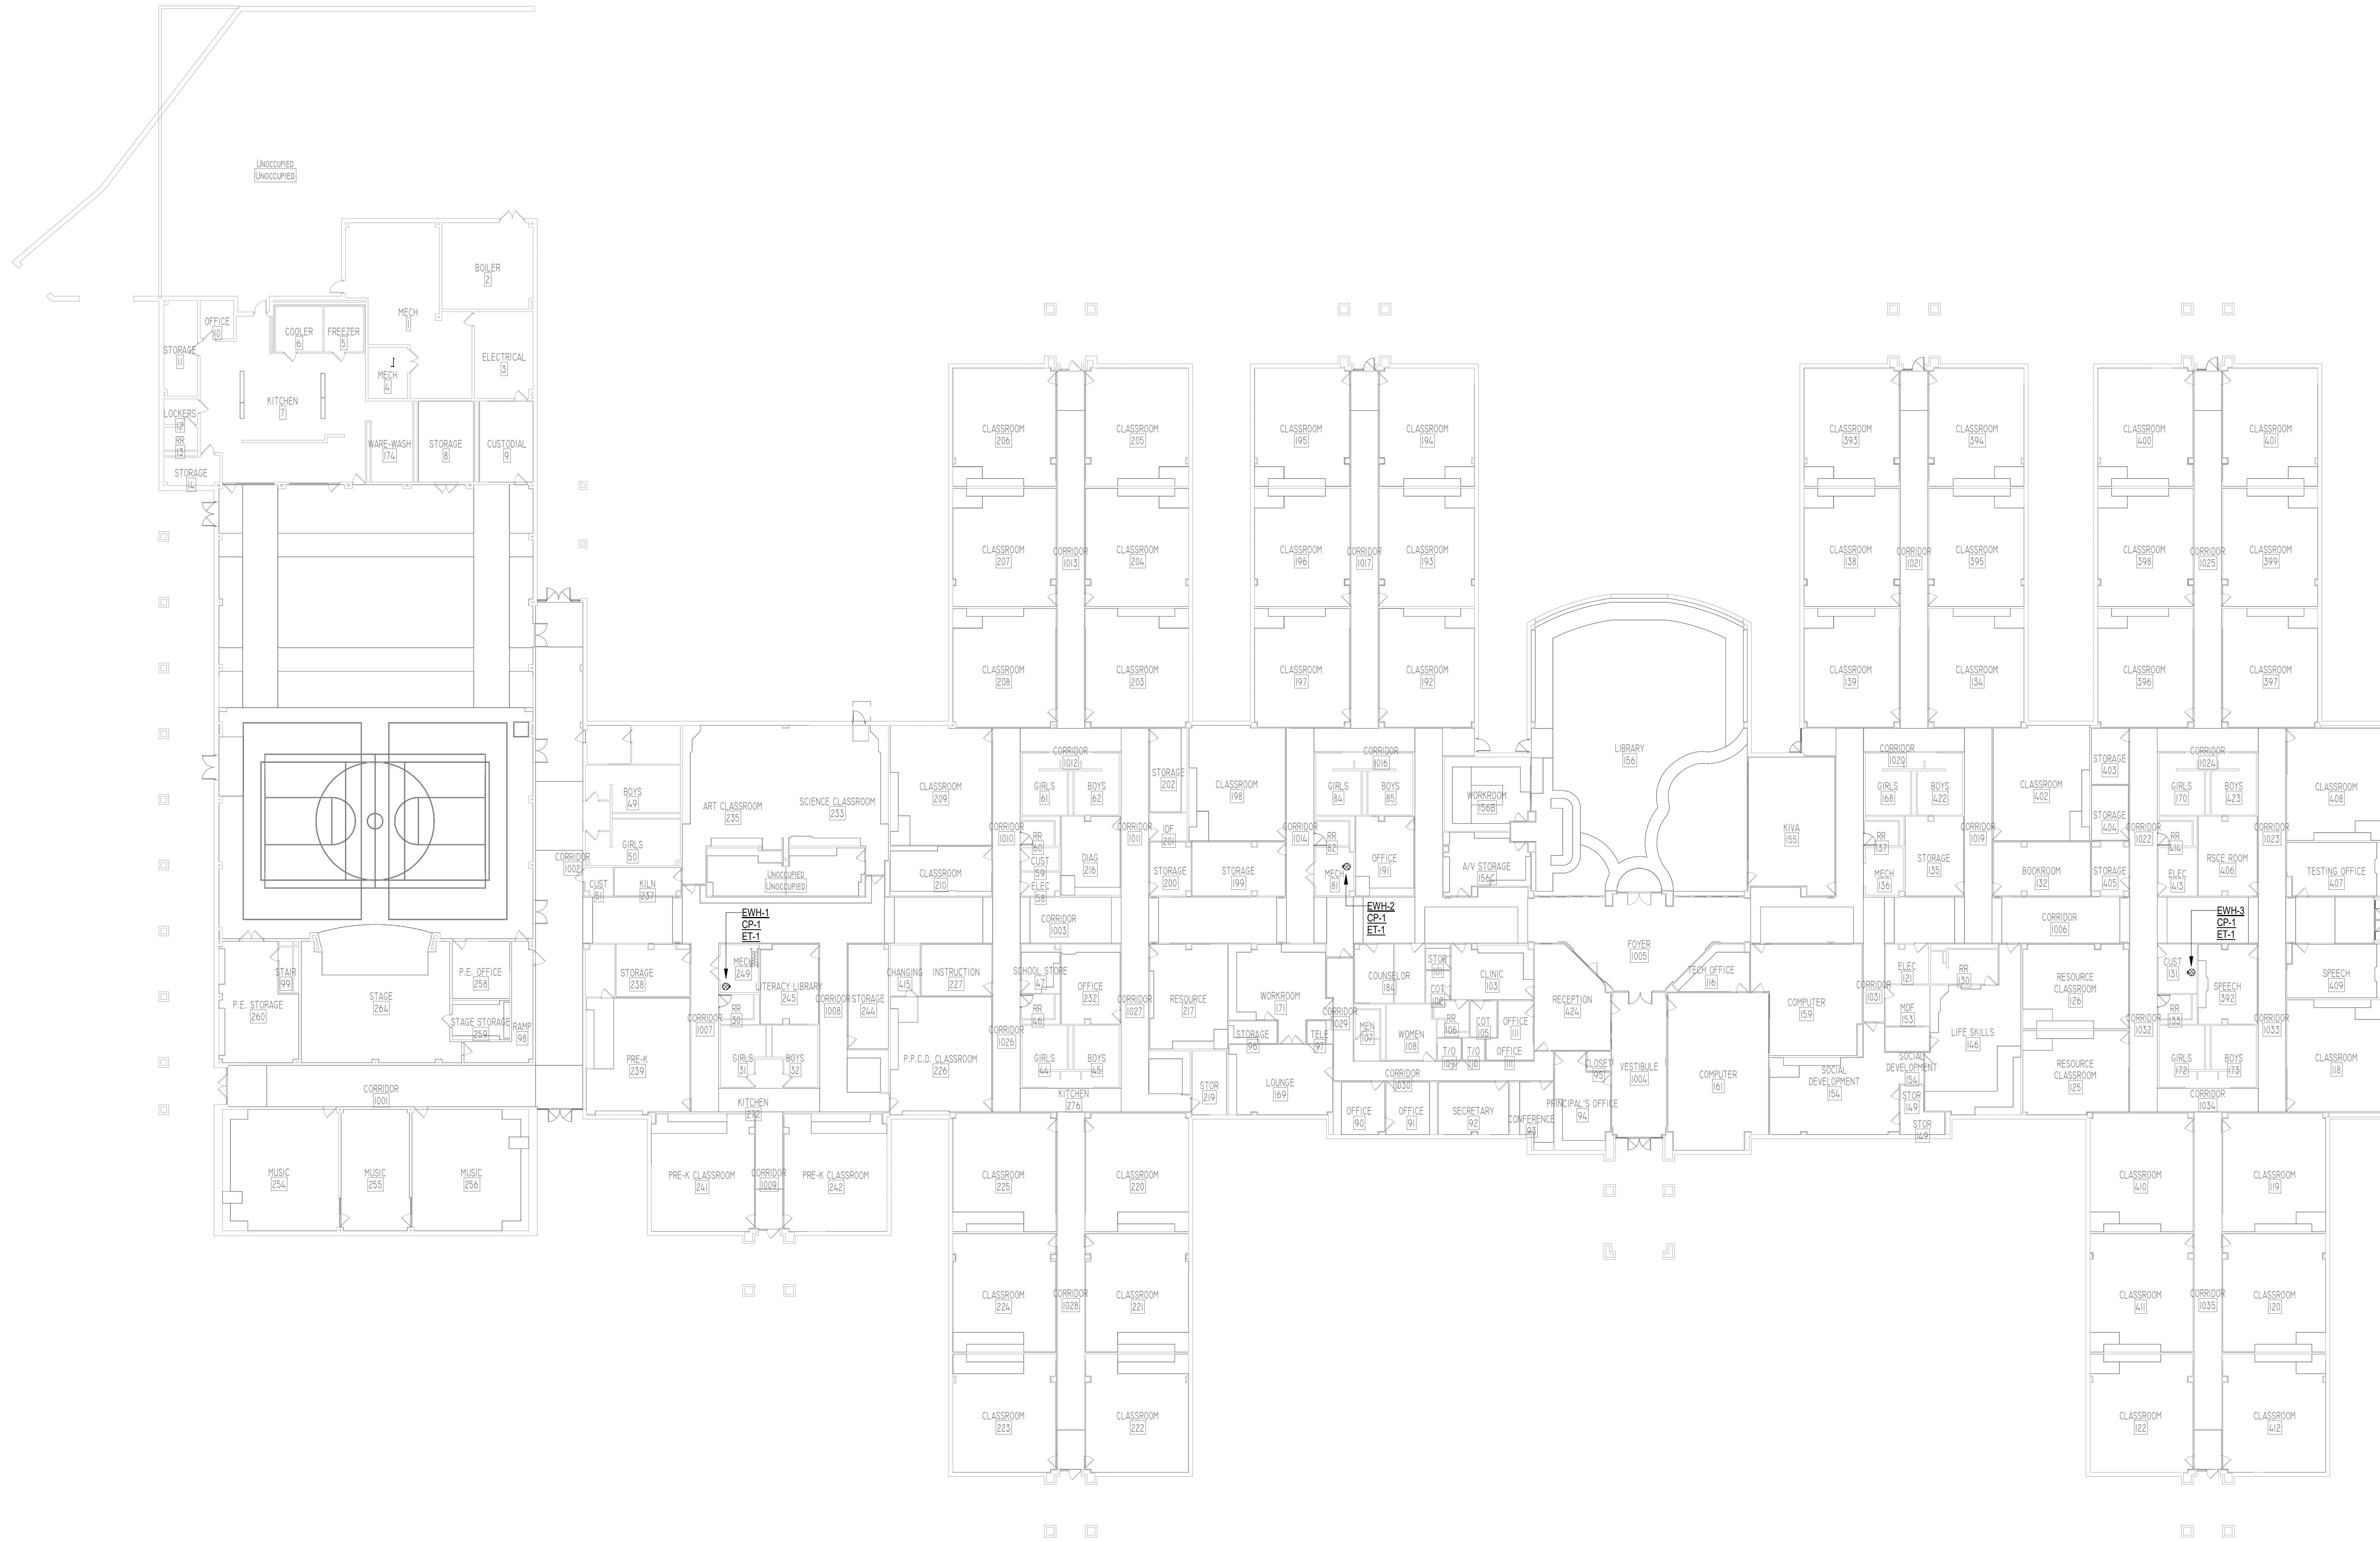 UNOCCUPIED
UNOCCUPIED
BOILER
2
MECH
1
OFFICE
10
COOLER
6
FREEZER
5
STORAGE
11
ELECTRICAL
3
MECH
4
KITCHEN
7
LOCKERS
12
RR
13
WARE-WASH
174
STORAGE
8
CUSTODIAL
9
STORAGE
14
CLASSROOM
206
CLASSROOM
205
CLASSROOM
195
CLASSROOM
194
CLASSROOM
393
CLASSROOM
394
CLASSROOM
400
CLASSROOM
401
CLASSROOM
207
CORRIDOR
1013
CLASSROOM
204
CLASSROOM
196
CORRIDOR
1017
CLASSROOM
193
CLASSROOM
138
CORRIDOR
1021
CLASSROOM
395
CLASSROOM
398
CORRIDOR
1025
CLASSROOM
399
CLASSROOM
208
CLASSROOM
203
CLASSROOM
197
CLASSROOM
192
CLASSROOM
139
CLASSROOM
134
CLASSROOM
396
CLASSROOM
397
BOYS
49
ART CLASSROOM
235
SCIENCE CLASSROOM
233
CLASSROOM
209
CORRIDOR
1012
GIRLS
61
BOYS
62
STORAGE
202
CLASSROOM
198
CORRIDOR
1016
GIRLS
84
BOYS
85
WORKROOM
156B
LIBRARY
156
KIVA
155
CORRIDOR
1020
GIRLS
168
BOYS
422
CLASSROOM
402
STORAGE
403
CORRIDOR
1024
GIRLS
170
BOYS
423
CLASSROOM
408
GIRLS
50
CORRIDOR
1002
CUST
51
KILN
237
UNOCCUPIED
UNOCCUPIED
CLASSROOM
210
CORRIDOR
1010
RR
60
CUST
59
ELEC
58
DIAG
216
CORRIDOR
1011
IDF
201
STORAGE
200
STORAGE
199
CORRIDOR
1014
RR
82
MECH
81
OFFICE
191
A/V STORAGE
156C
RR
137
MECH
136
STORAGE
135
CORRIDOR
1019
BOOKROOM
132
STORAGE
404
STORAGE
405
CORRIDOR
1022
RR
414
ELEC
413
RSCE ROOM
406
CORRIDOR
1023
TESTING OFFICE
407
EWH-1
CP-1
ET-1
CORRIDOR
1003
EWH-2
CP-1
ET-1
CORRIDOR
1006
EWH-3
CP-1
ET-1
STAIR
99
P.E. STORAGE
260
STAGE
264
P.E. OFFICE
258
STAGE STORAGE
259
RAMP
98
STORAGE
238
MECH
249
LITERACY LIBRARY
245
CORRIDOR
1008
STORAGE
244
CHANGING
415
INSTRUCTION
227
SCHOOL STORE
47
RR
46
OFFICE
232
CORRIDOR
1027
RESOURCE
217
WORKROOM
171
STORAGE
96
TELE
97
CORRIDOR
1029
COUNSELOR
184
STOR
101
COT
102
CLINIC
103
FOYER
1005
RECEPTION
424
TECH OFFICE
116
COMPUTER
159
CORRIDOR
1031
ELEC
121
RR
130
MDF
153
LIFE SKILLS
146
RESOURCE
CLASSROOM
126
CORRIDOR
1032
CUST
131
RR
133
SPEECH
392
CORRIDOR
1033
SPEECH
409
CORRIDOR
1007
RR
30
GIRLS
31
BOYS
32
PRE-K
239
P.P.C.D. CLASSROOM
226
CORRIDOR
1026
GIRLS
44
BOYS
45
MEN
107
WOMEN
108
RR
106
COT
105
OFFICE
111
T/O
109
T/O
110
OFFICE
111
CLOSET
95
VESTIBULE
1004
COMPUTER
161
SOCIAL
DEVELOPMENT
154
SOCIAL
DEVELOPMENT
154
STOR
149
STOR
149
RESOURCE
CLASSROOM
125
GIRLS
172
BOYS
173
CLASSROOM
118
CORRIDOR
1001
KITCHEN
272
KITCHEN
276
STOR
219
LOUNGE
169
CORRIDOR
1030
OFFICE
90
OFFICE
91
SECRETARY
92
CONFERENCE
93
PRINCIPAL'S OFFICE
94
CORRIDOR
1034
MUSIC
254
MUSIC
255
MUSIC
256
PRE-K CLASSROOM
241
CORRIDOR
1009
PRE-K CLASSROOM
242
CLASSROOM
225
CLASSROOM
220
CLASSROOM
410
CLASSROOM
119
CLASSROOM
224
CORRIDOR
1028
CLASSROOM
221
CLASSROOM
411
CORRIDOR
1035
CLASSROOM
120
CLASSROOM
223
CLASSROOM
222
CLASSROOM
122
CLASSROOM
412